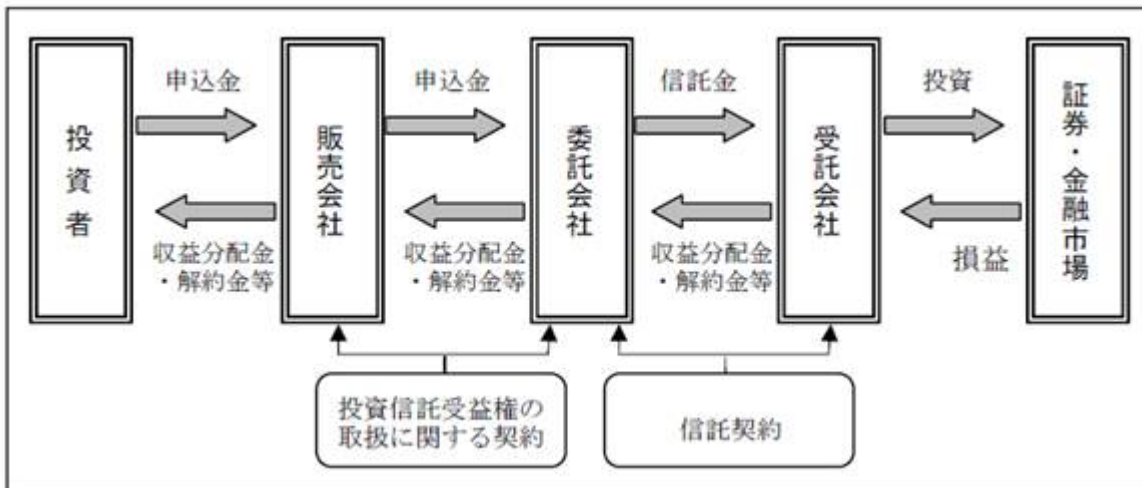 投資者
申込金
収益分配金
・解約金等
販売会社
申込金
収益分配金
・解約金等
委託会社
信託金
収益分配金
・解約金等
受託会社
投資
損益
証券・金融市場
投資信託受益権の
取扱に関する契約
信託契約